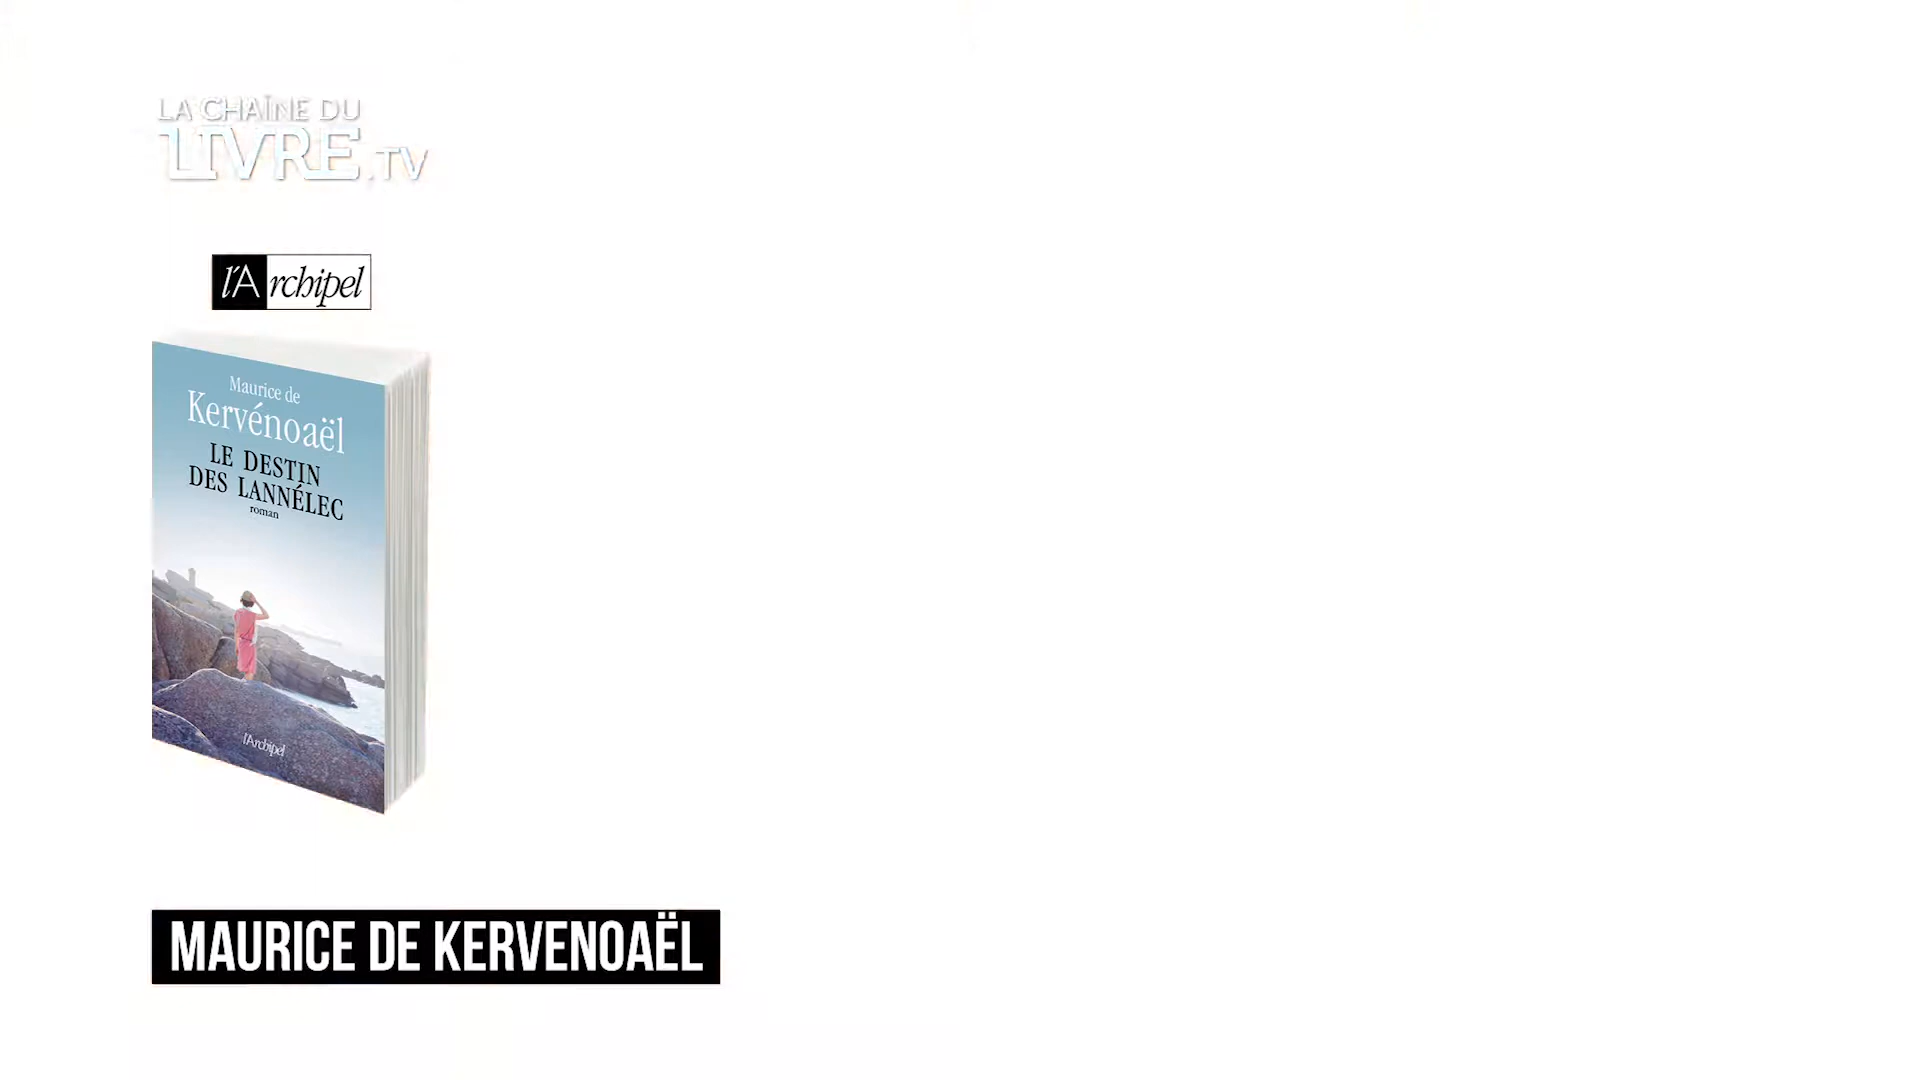 LA CHAÎNE DU
LIVRE.TV
l'Archipel
Maurice de
Kervénoaël
LE DESTIN
DES LANNÉLEC
roman
l'Archipel
MAURICE DE KERVENOAËL